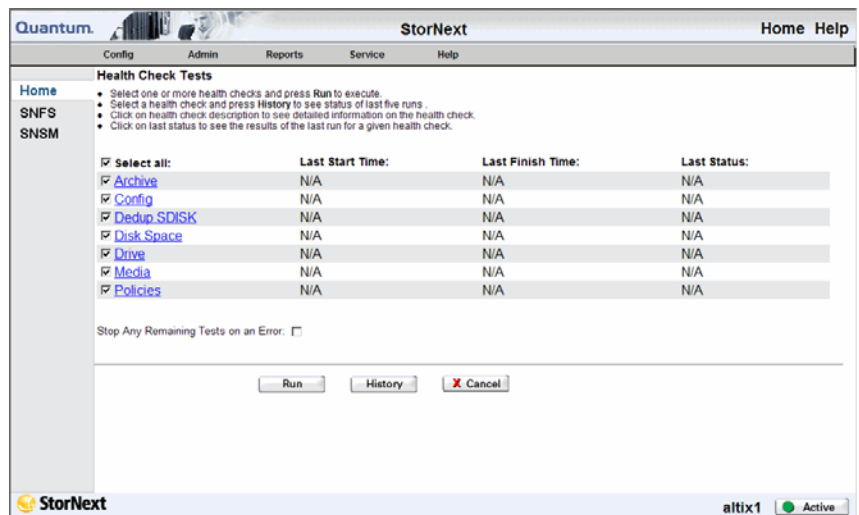 Quantum. StorNext Home Help
Config Admin Reports Service Help
Home
SNFS
SNSM
Health Check Tests
• Select one or more health checks and press Run to execute.
• Select a health check and press History to see status of last five runs .
• Click on health check description to see detailed information on the health check.
• Click on last status to see the results of the last run for a given health check.
Select all: Last Start Time: Last Finish Time: Last Status:
Archive N/A N/A N/A
Config N/A N/A N/A
Dedup SDISK N/A N/A N/A
Disk Space N/A N/A N/A
Drive N/A N/A N/A
Media N/A N/A N/A
Policies N/A N/A N/A
Stop Any Remaining Tests on an Error:
Run History X Cancel
StorNext altix1 Active